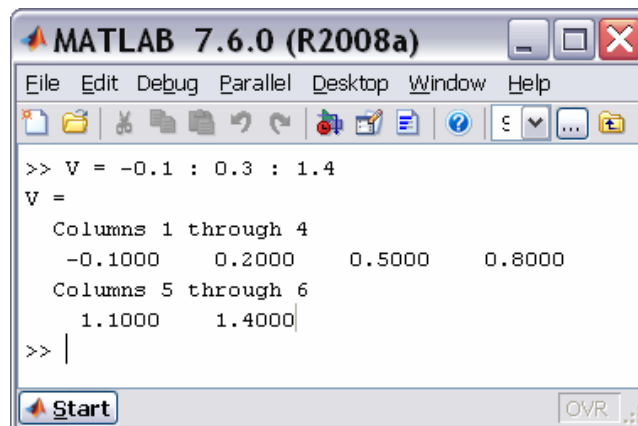 MATLAB 7.6.0 (R2008a)
File Edit Debug Parallel Desktop Window Help
>> V = -0.1 : 0.3 : 1.4
V =
Columns 1 through 4
-0.1000 0.2000 0.5000 0.8000
Columns 5 through 6
1.1000 1.4000
>>
Start OVR